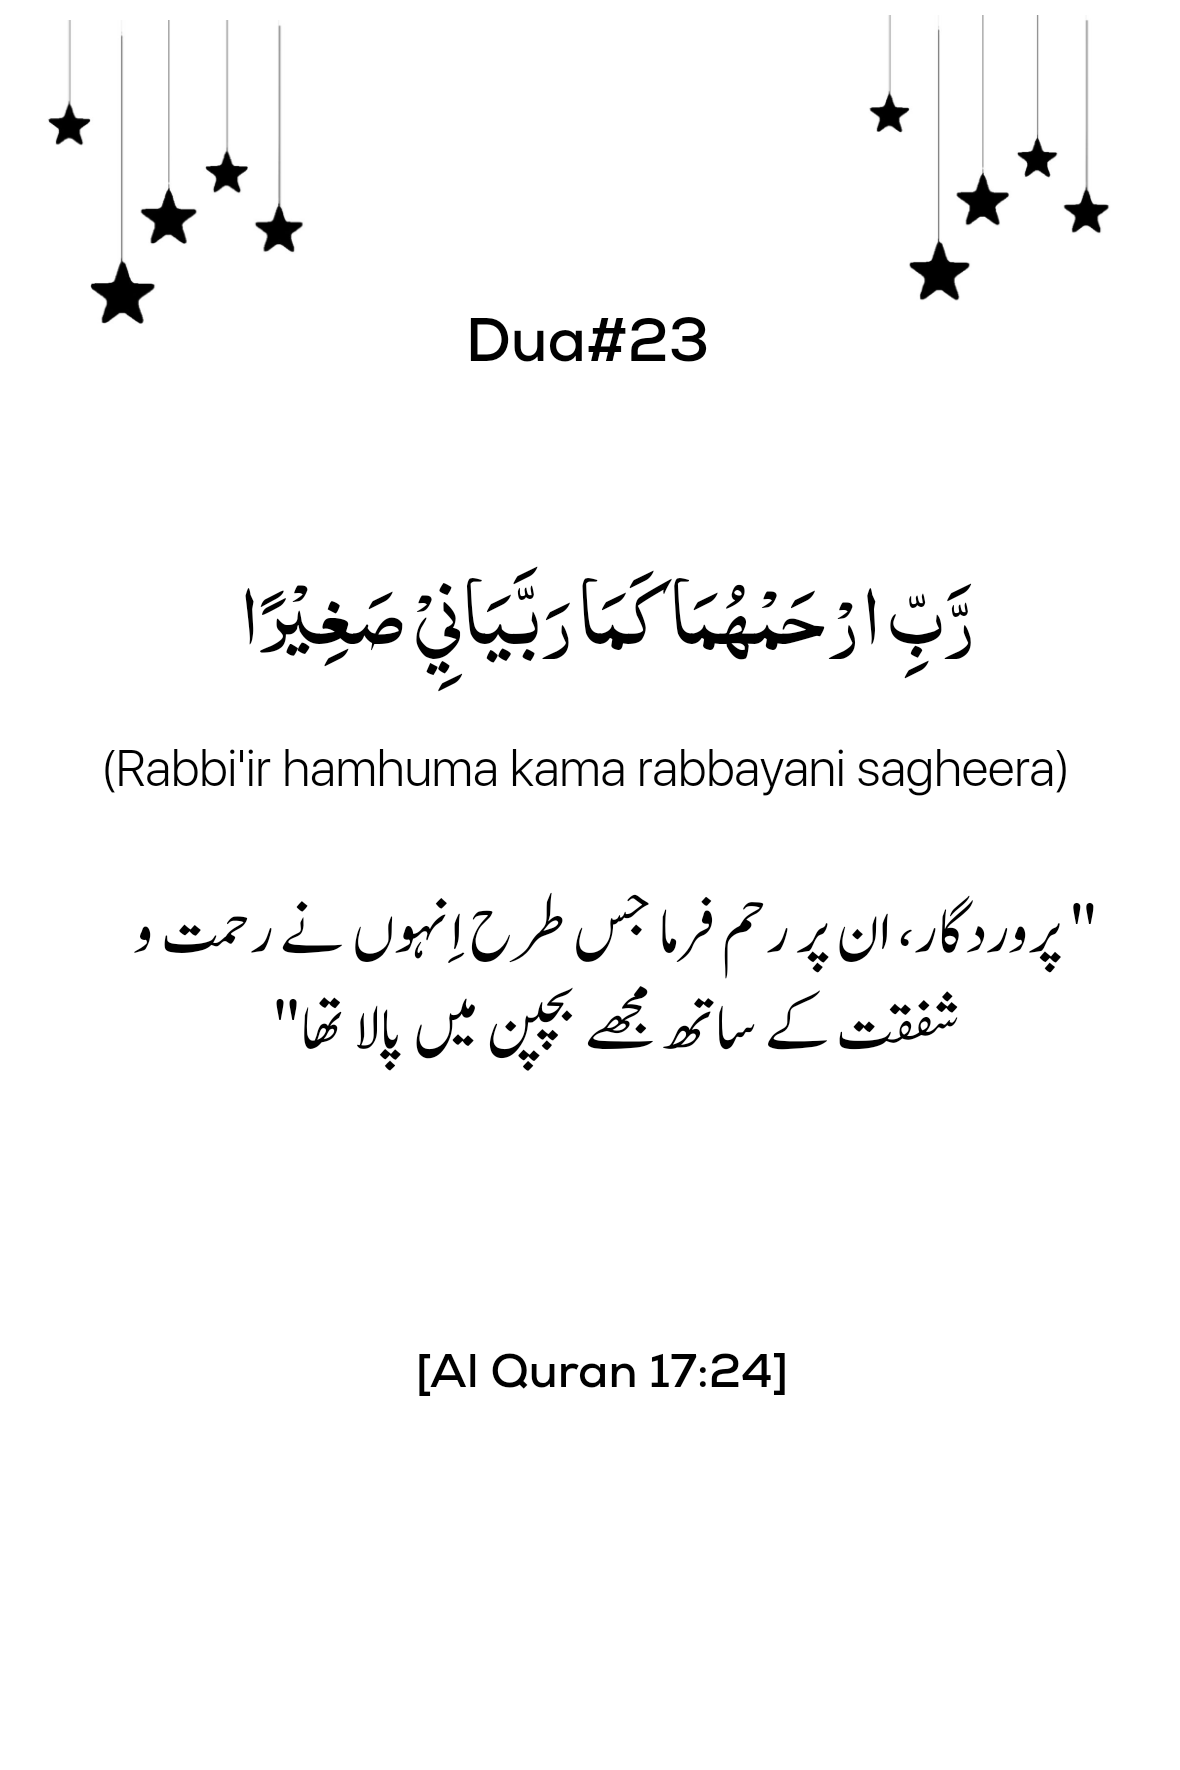 Dua#23
رَّبِّ ارْحَمْهُمَا كَمَا رَبَّيَانِيْ صَغِيْرًا
(Rabbi'ir hamhuma kama rabbayani sagheera)
" پروردگار، ان پر رحم فرما جس طرح اِنہوں نے رحمت و
شفقت کے ساتھ مجھے بچپن میں پالا تھا"
[Al Quran 17:24]